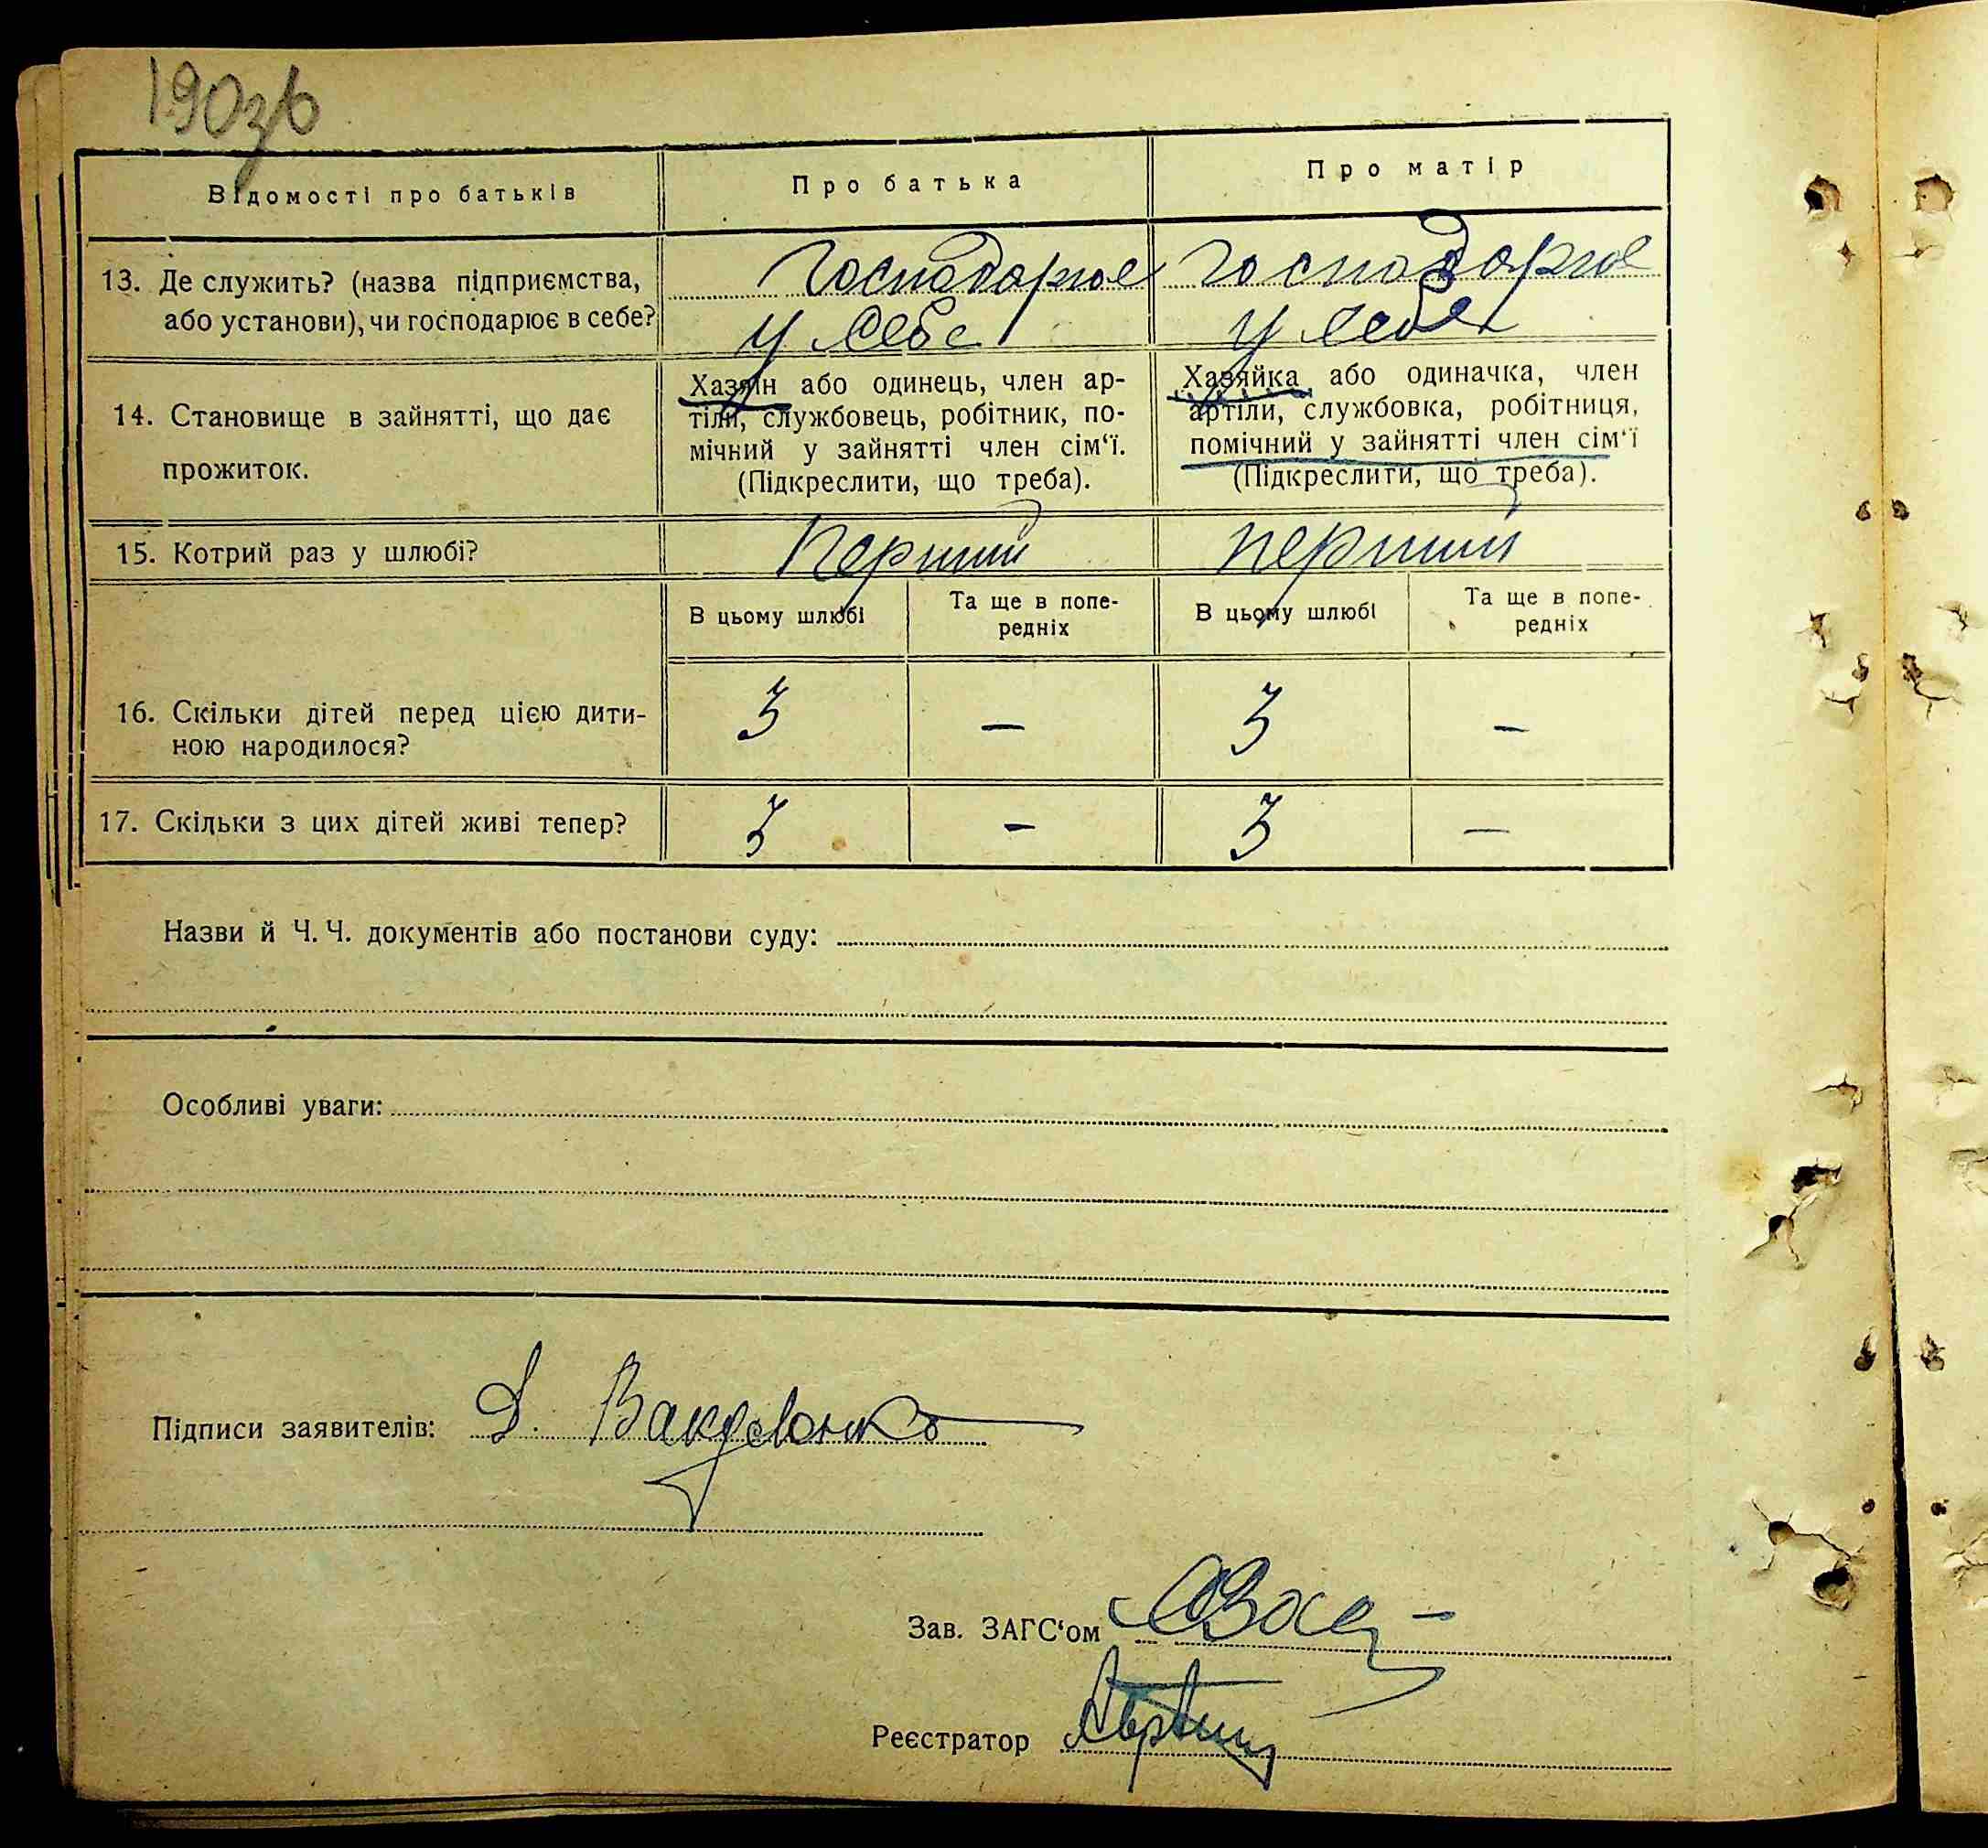 190зв
Відомості про батьків
Про батька
Про матір
13. Де служить? (назва підприємства,
або установи), чи господарює в себе?
Господарює
у себе
господарює
у себе
14. Становище в зайнятті, що дає
прожиток.
Хазяїн або одинець, член ар-
тілі, службовець, робітник, по-
мічний у зайнятті член сім‘ї.
(Підкреслити, що треба).
Хазяйка або одиначка, член
артіли, службовка, робітниця,
помічний у зайнятті член сім‘ї
(Підкреслити, що треба).
15. Котрий раз у шлюбі?
Перший
перший
В цьому шлюбі
Та ще в попе-
редніх
В цьому шлюбі
Та ще в попе-
редніх
16. Скільки дітей перед цією дити-
ною народилося?
3 — 3 —
17. Скільки з цих дітей живі тепер?
3 — 3 —
Назви й Ч. Ч. документів або постанови суду:
Особливі уваги:
Підписи заявителів: Д.
Зав. ЗАГС‘ом
Реєстратор